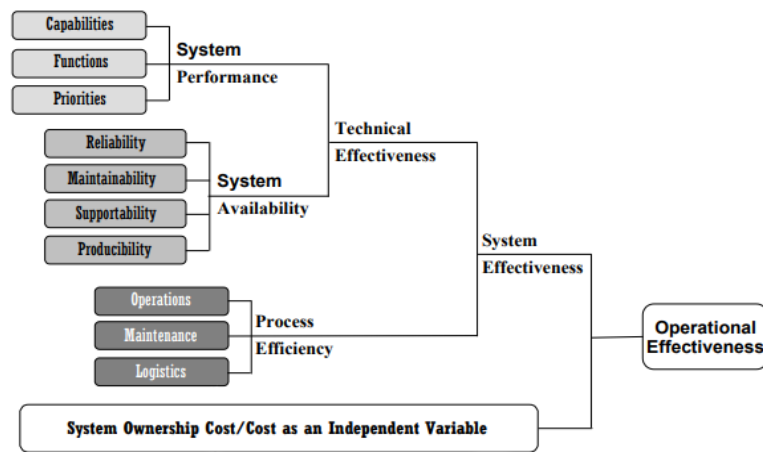 Capabilities
Functions
Priorities
System
Performance
Reliability
Maintainability
Supportability
Producibility
System
Availability
Technical
Effectiveness
Operations
Maintenance
Logistics
Process
Efficiency
System
Effectiveness
Operational
Effectiveness
System Ownership Cost/Cost as an Independent Variable